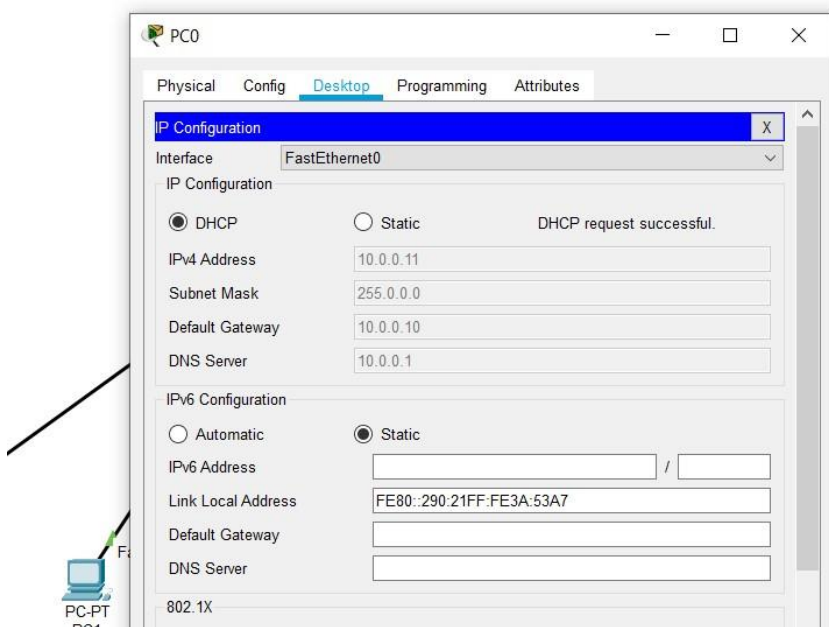 PC0
Physical Config Desktop Programming Attributes
IP Configuration X
Interface FastEthernet0
IP Configuration
DHCP Static DHCP request successful.
IPv4 Address 10.0.0.11
Subnet Mask 255.0.0.0
Default Gateway 10.0.0.10
DNS Server 10.0.0.1
IPv6 Configuration
Automatic Static
IPv6 Address /
Link Local Address FE80::290:21FF:FE3A:53A7
Default Gateway
DNS Server
802.1X
PC-PT